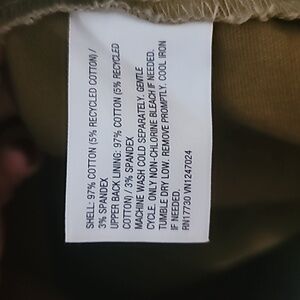 SHELL: 97% COTTON (5% RECYCLED COTTON) /
3% SPANDEX
UPPER BACK LINING: 97% COTTON (5% RECYCLED
COTTON) / 3% SPANDEX
MACHINE WASH COLD SEPARATELY. GENTLE
CYCLE. ONLY NON-CHLORINE BLEACH IF NEEDED.
TUMBLE DRY LOW. REMOVE PROMPTLY. COOL IRON
IF NEEDED.
RN17730 VN1247024